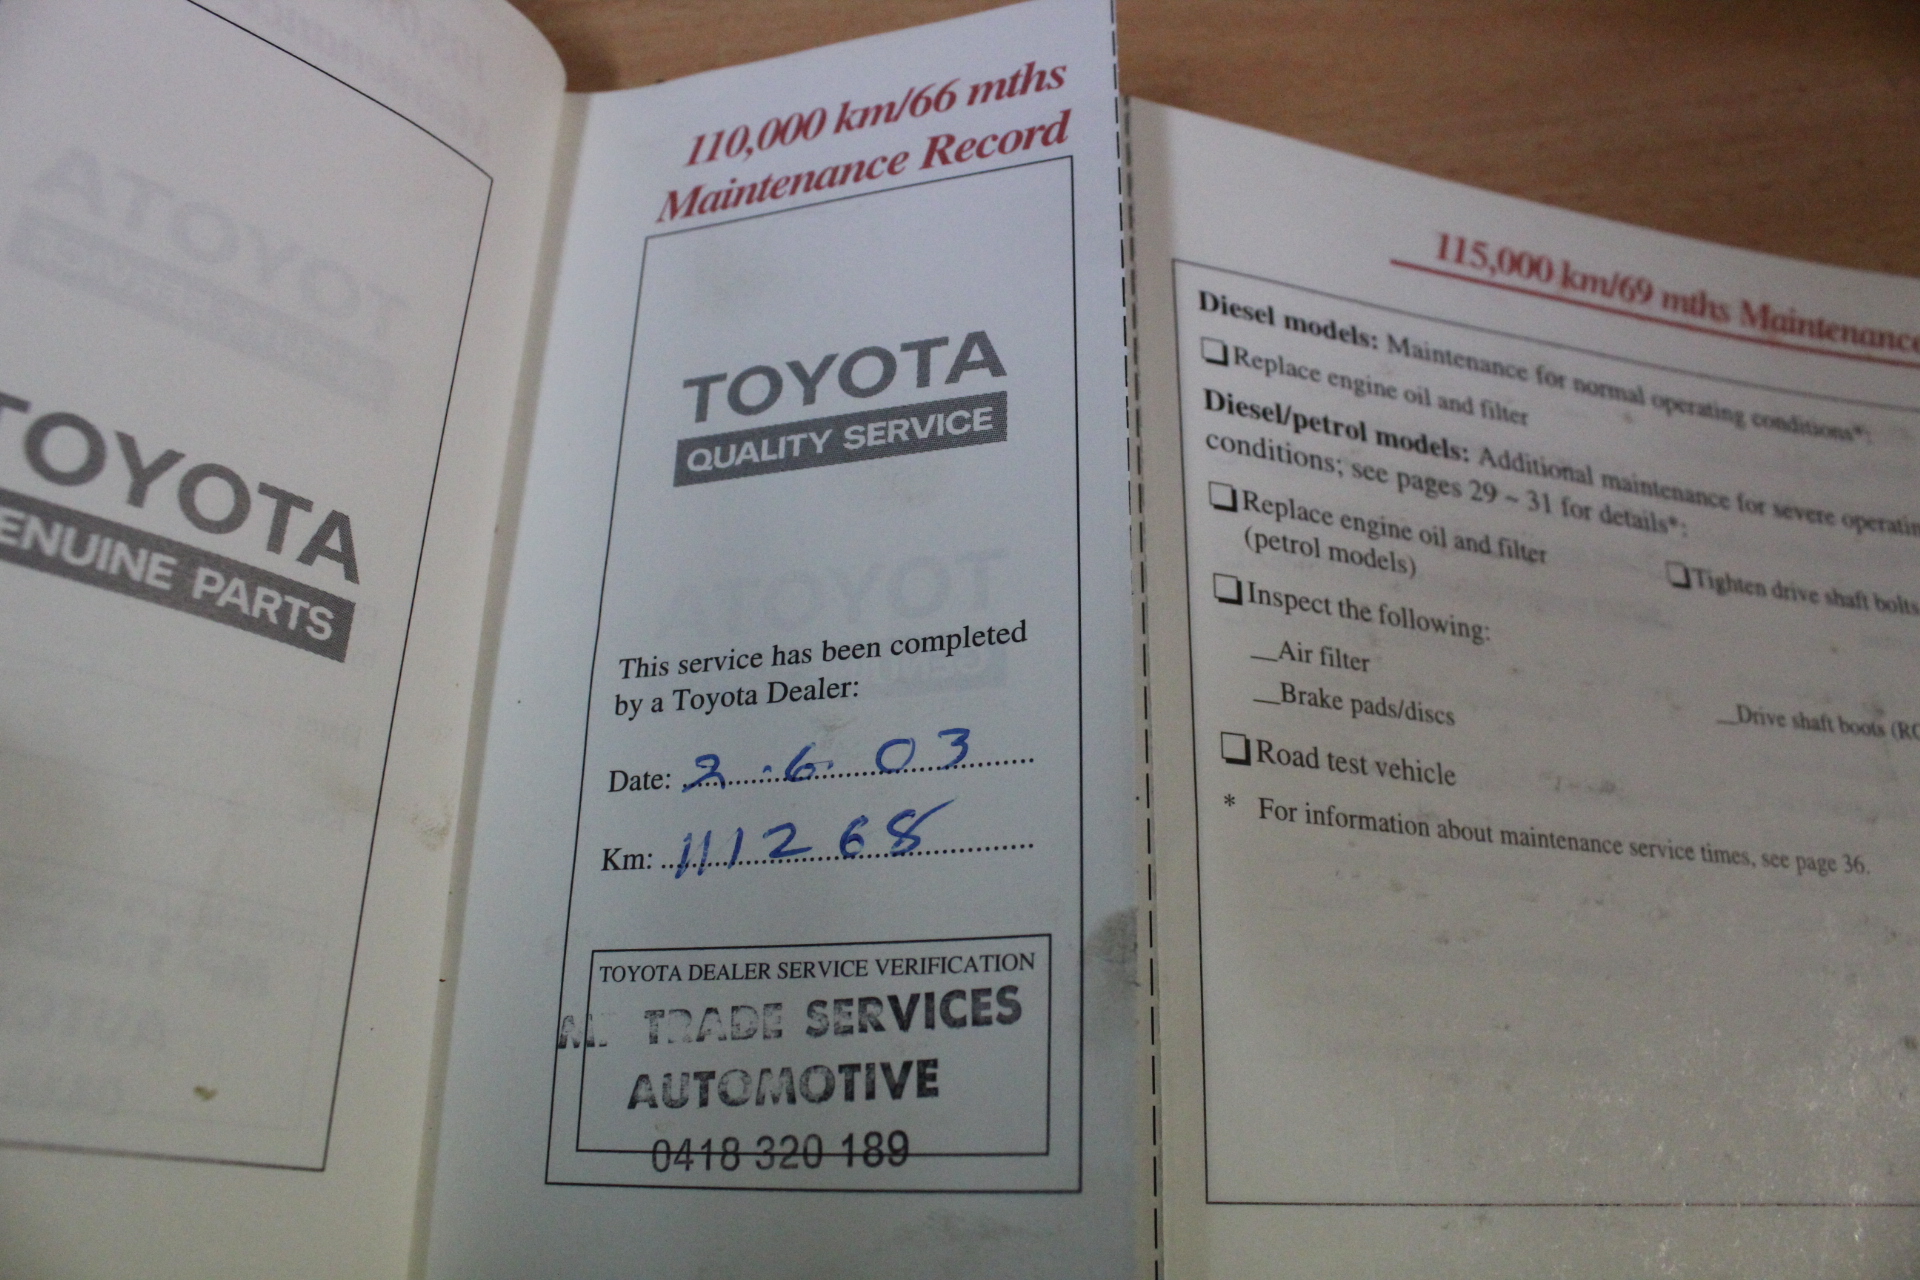 TOYOTA
PARTS
110,000 km/66 mths
Maintenance Record
TOYOTA
QUALITY SERVICE
This service has been completed
by a Toyota Dealer:
Date: 2.6.03
Km: 111268
TOYOTA DEALER SERVICE VERIFICATION
TRADE SERVICES
AUTOMOTIVE
0418 320 189
115,000 km/69 mths Maintenance
Diesel models: Maintenance for normal operating conditions*:
❏ Replace engine oil and filter
Diesel/petrol models: Additional maintenance for severe
conditions; see pages 29 ~ 31 for details*:
❏ Replace engine oil and filter
(petrol models)
❏ Tighten drive shaft bolts
❏ Inspect the following:
__Air filter
__Brake pads/discs
__Drive shaft boots
❏ Road test vehicle
* For information about maintenance service times, see page 36.